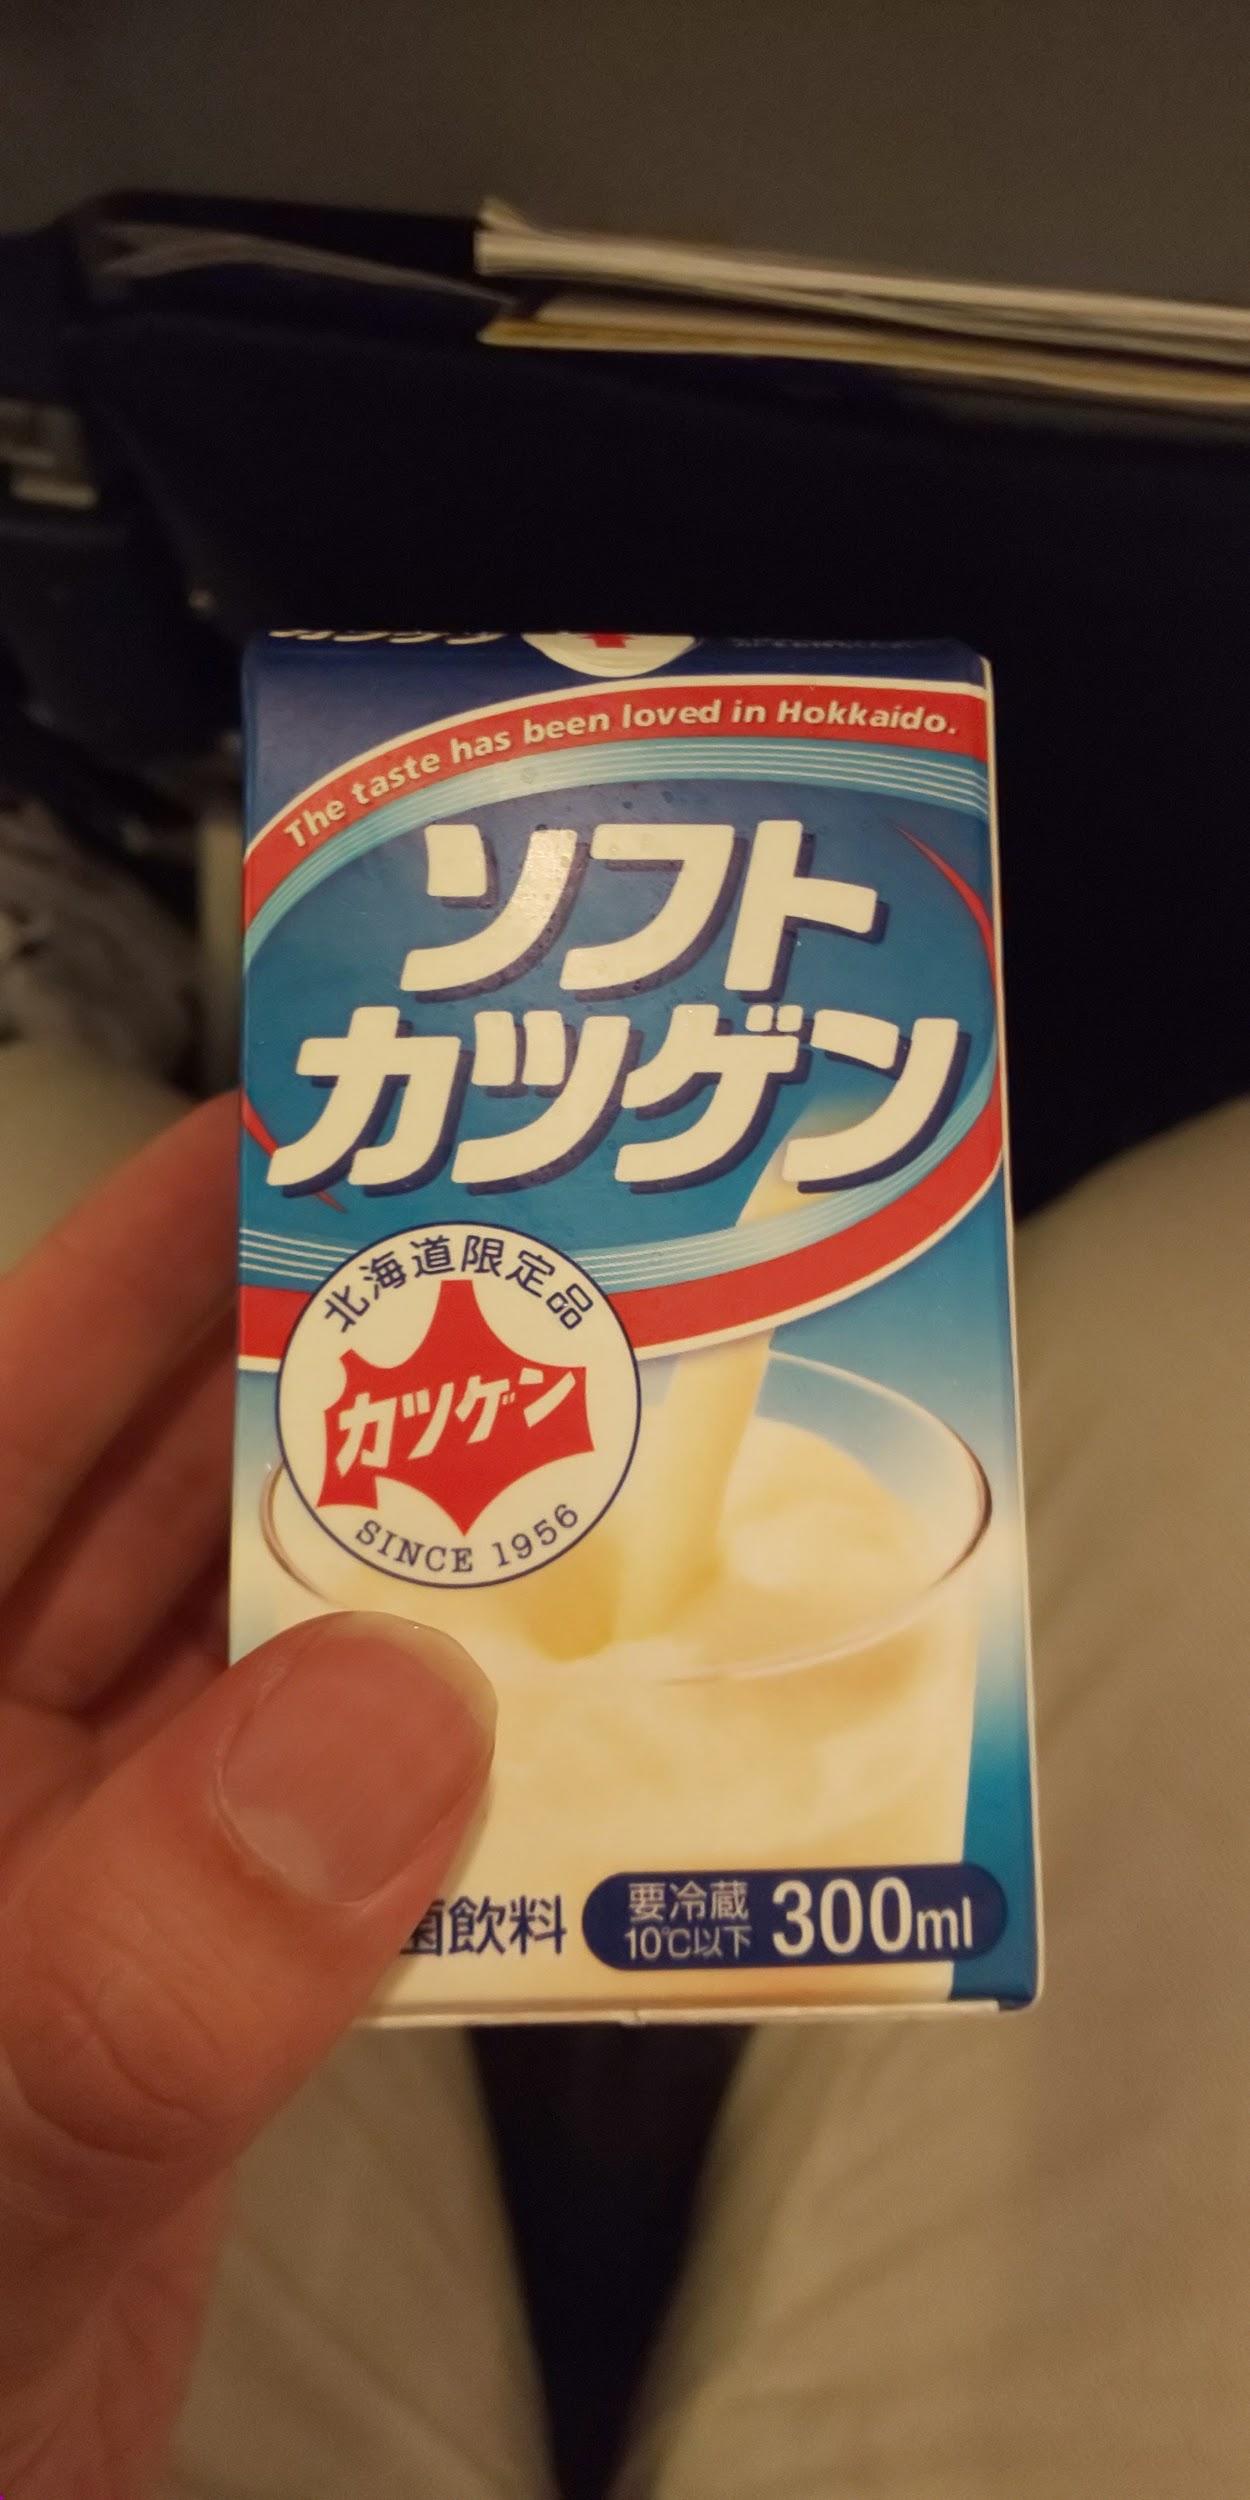 The taste has been loved in Hokkaido.
ソフト
カツゲン
北海道限定品
カツゲン
SINCE 1956
菌飲料
要冷蔵
10℃以下
300ml